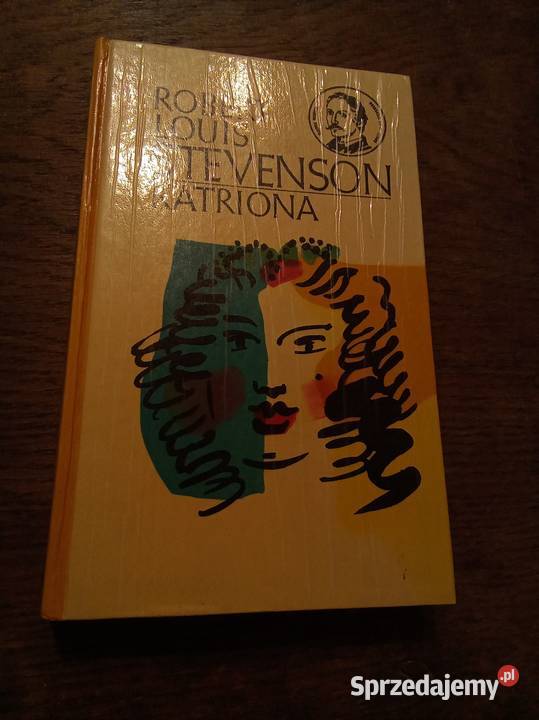 ROBERT
LOUIS
STEVENSON
KATRIONA
Sprzedajemy.pl